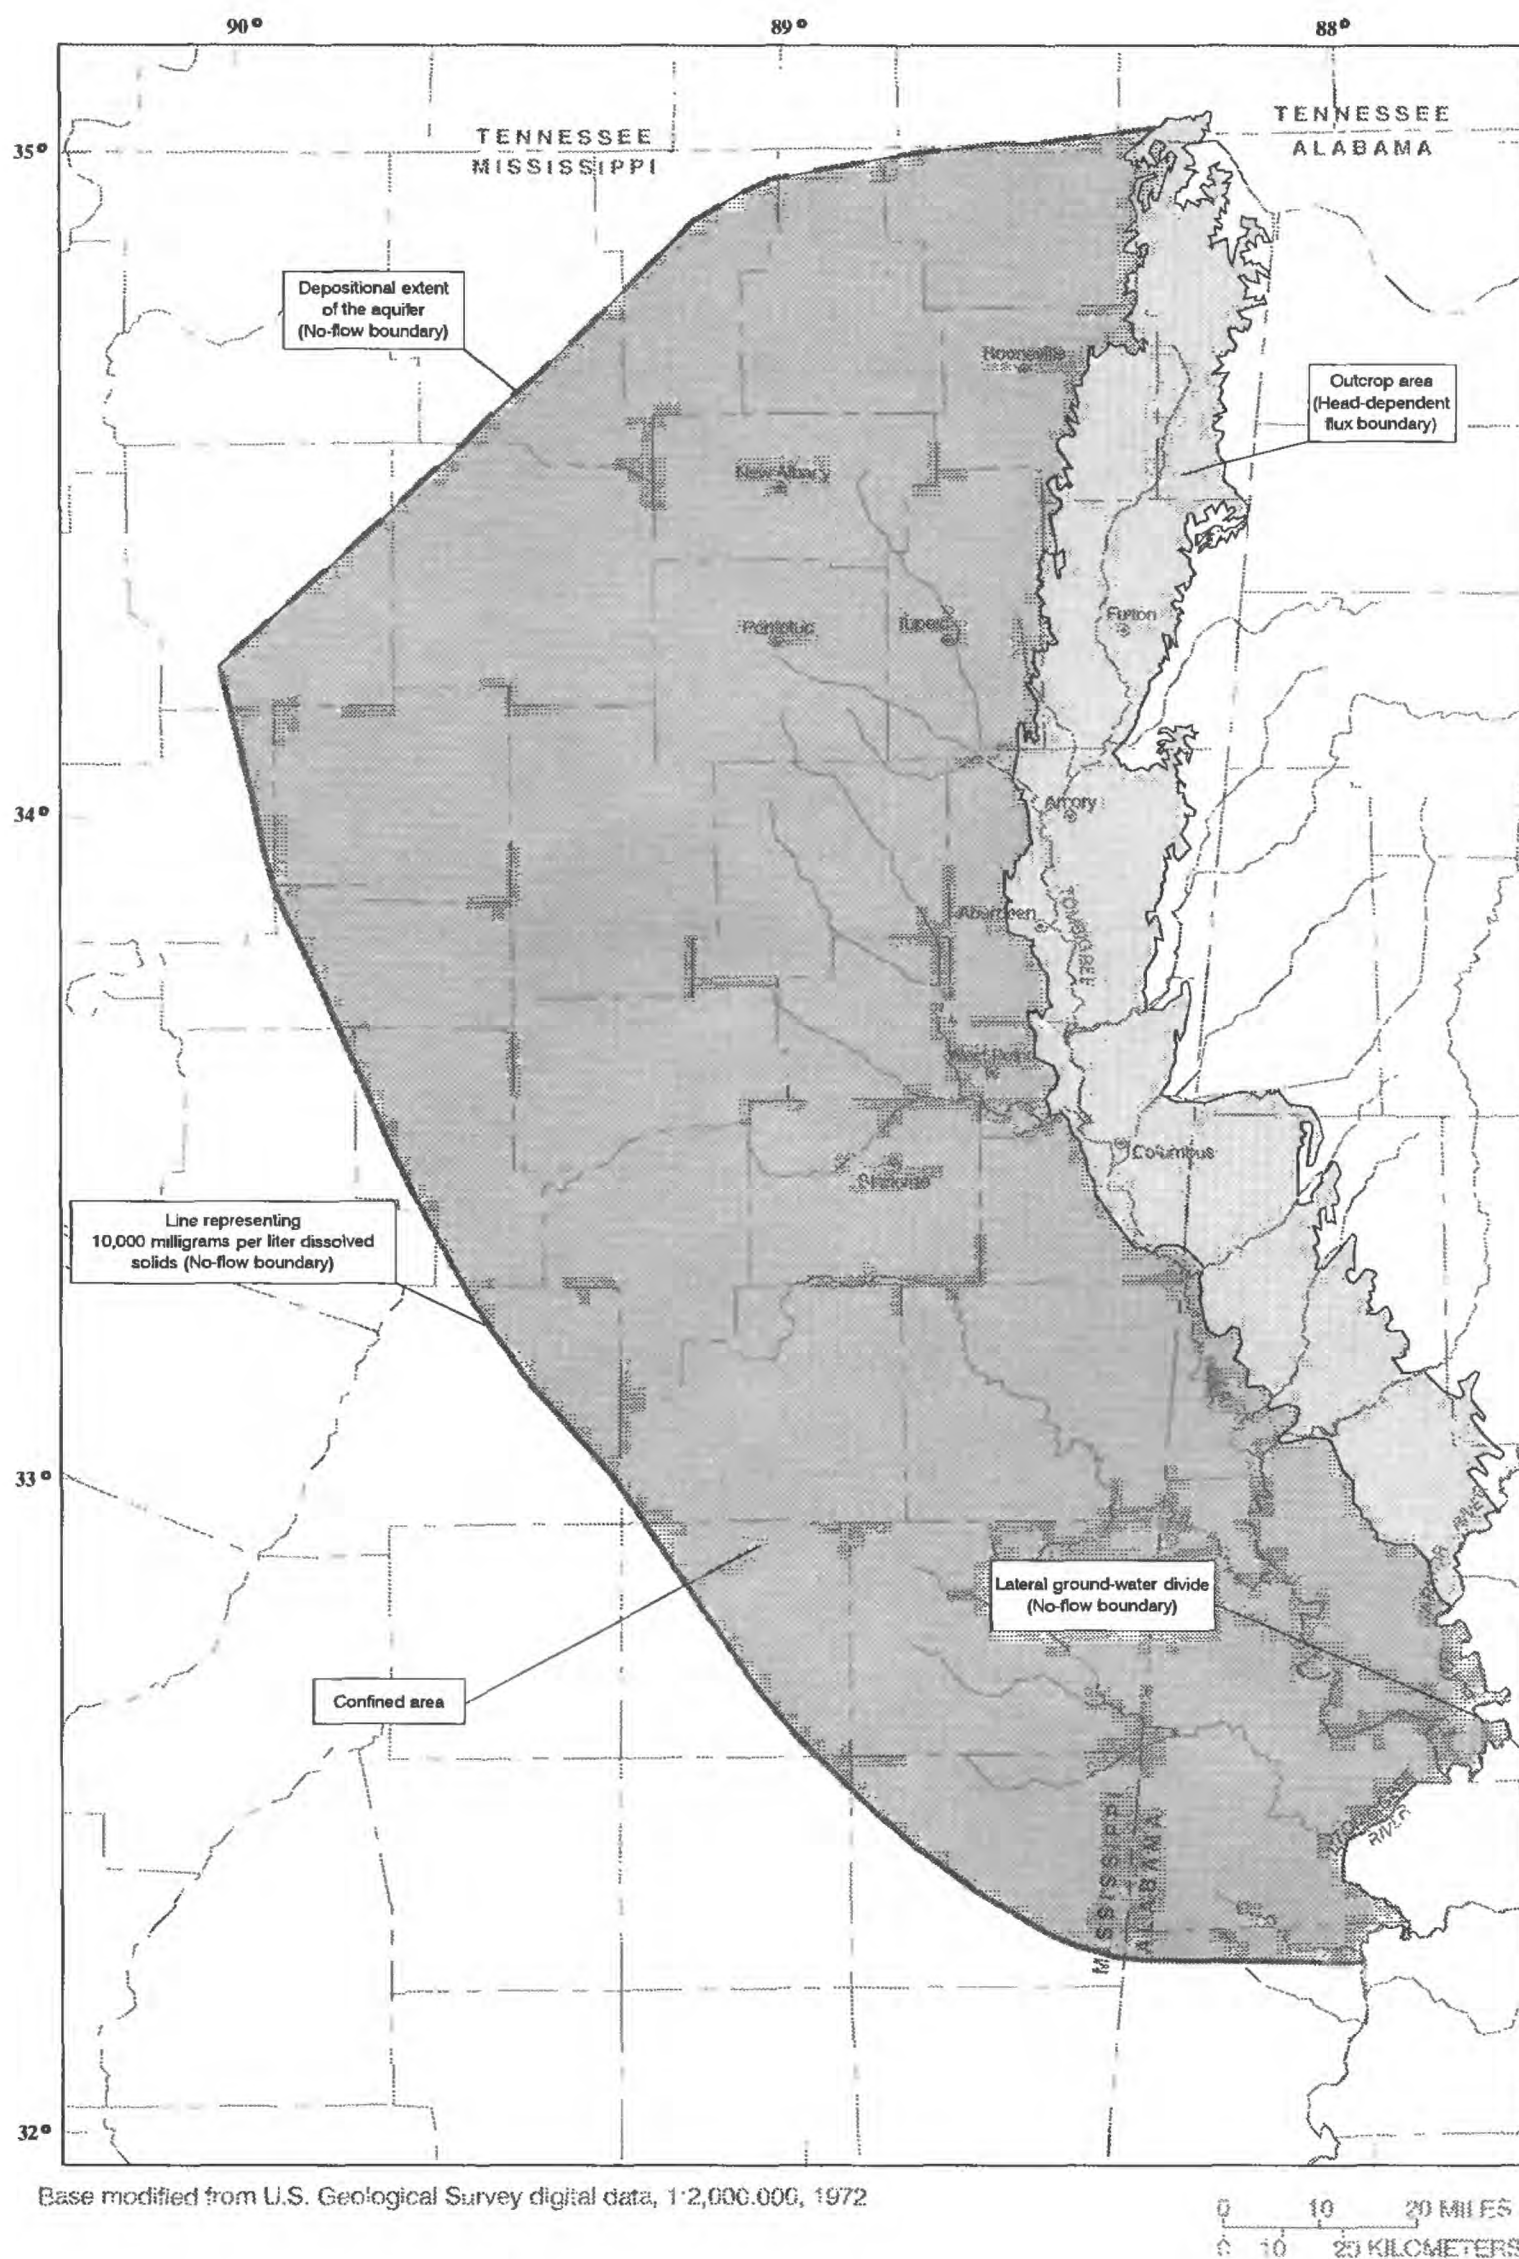 90° 89° 88°
TENNESSEE
MISSISSIPPI
TENNESSEE
ALABAMA
35°
Depositional extent
of the aquifer
(No-flow boundary)
Booneville
Outcrop area
(Head-dependent
flux boundary)
New Albany
Pontotoc
Tupelo
Fulton
34°
Amory
Aberdeen
TOMBIGBEE
West Point
Columbus
Starkville
Line representing
10,000 milligrams per liter dissolved
solids (No-flow boundary)
33°
RIVER
Lateral ground-water divide
(No-flow boundary)
Confined area
MISSISSIPPI
ALABAMA
TOMBIGBEE
RIVER
32°
Base modified from U.S. Geological Survey digital data, 1:2,000.000, 1972
0 10 20 MILES
0 10 20 KILOMETERS